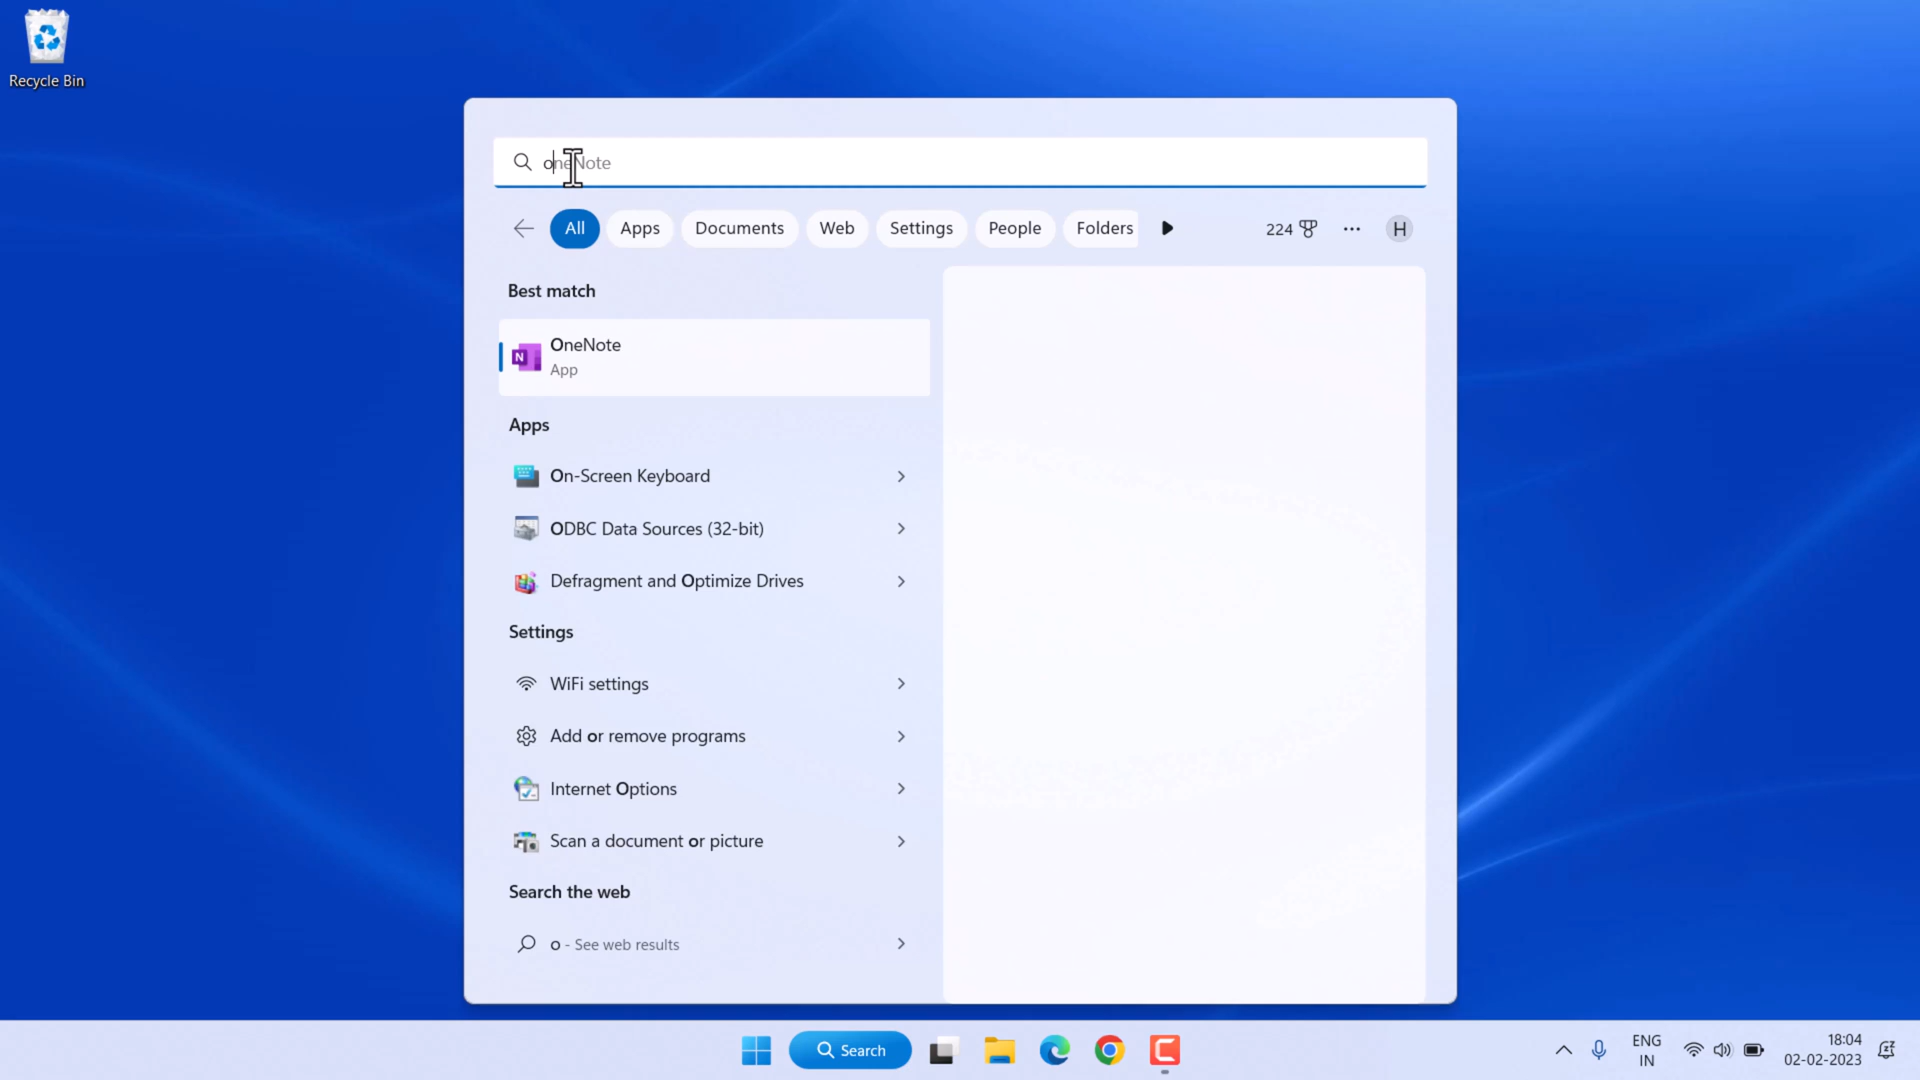 Recycle Bin
oneNote
All Apps Documents Web Settings People Folders 224 H
Best match
OneNote
App
Apps
On-Screen Keyboard
ODBC Data Sources (32-bit)
Defragment and Optimize Drives
Settings
WiFi settings
Add or remove programs
Internet Options
Scan a document or picture
Search the web
o - See web results
Search
ENG
IN
18:04
02-02-2023